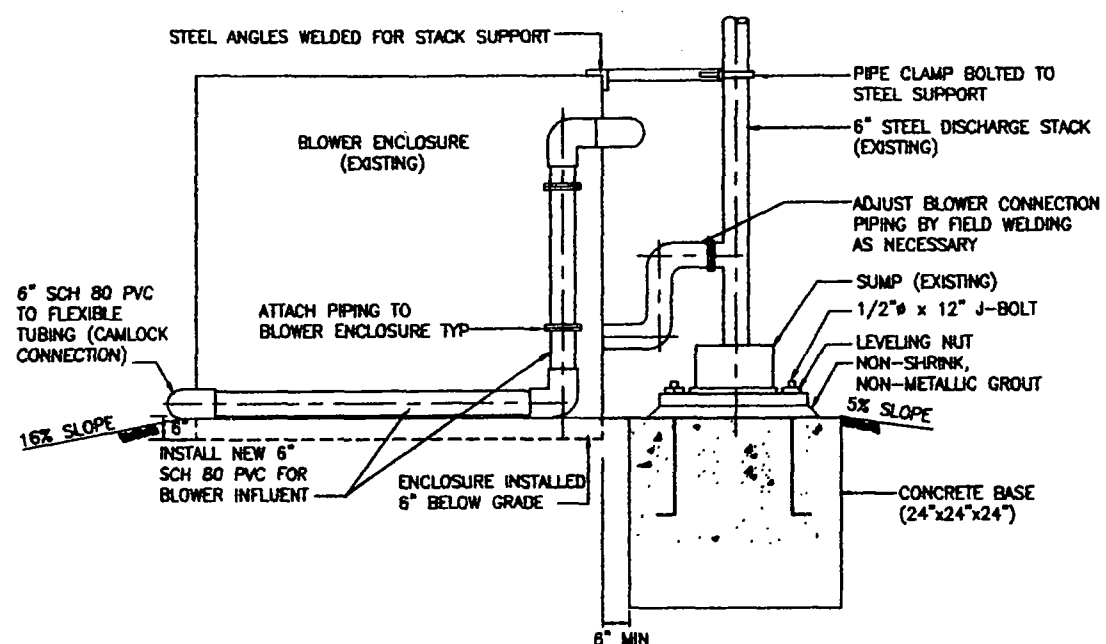 STEEL ANGLES WELDED FOR STACK SUPPORT
PIPE CLAMP BOLTED TO
STEEL SUPPORT
BLOWER ENCLOSURE
(EXISTING)
6" STEEL DISCHARGE STACK
(EXISTING)
ADJUST BLOWER CONNECTION
PIPING BY FIELD WELDING
AS NECESSARY
6" SCH 80 PVC
TO FLEXIBLE
TUBING (CAMLOCK
CONNECTION)
ATTACH PIPING TO
BLOWER ENCLOSURE TYP
SUMP (EXISTING)
1/2"ø x 12" J-BOLT
LEVELING NUT
NON-SHRINK,
NON-METALLIC GROUT
5% SLOPE
16% SLOPE
6"
INSTALL NEW 6"
SCH 80 PVC FOR
BLOWER INFLUENT
ENCLOSURE INSTALLED
6" BELOW GRADE
CONCRETE BASE
(24"x24"x24")
6" MIN